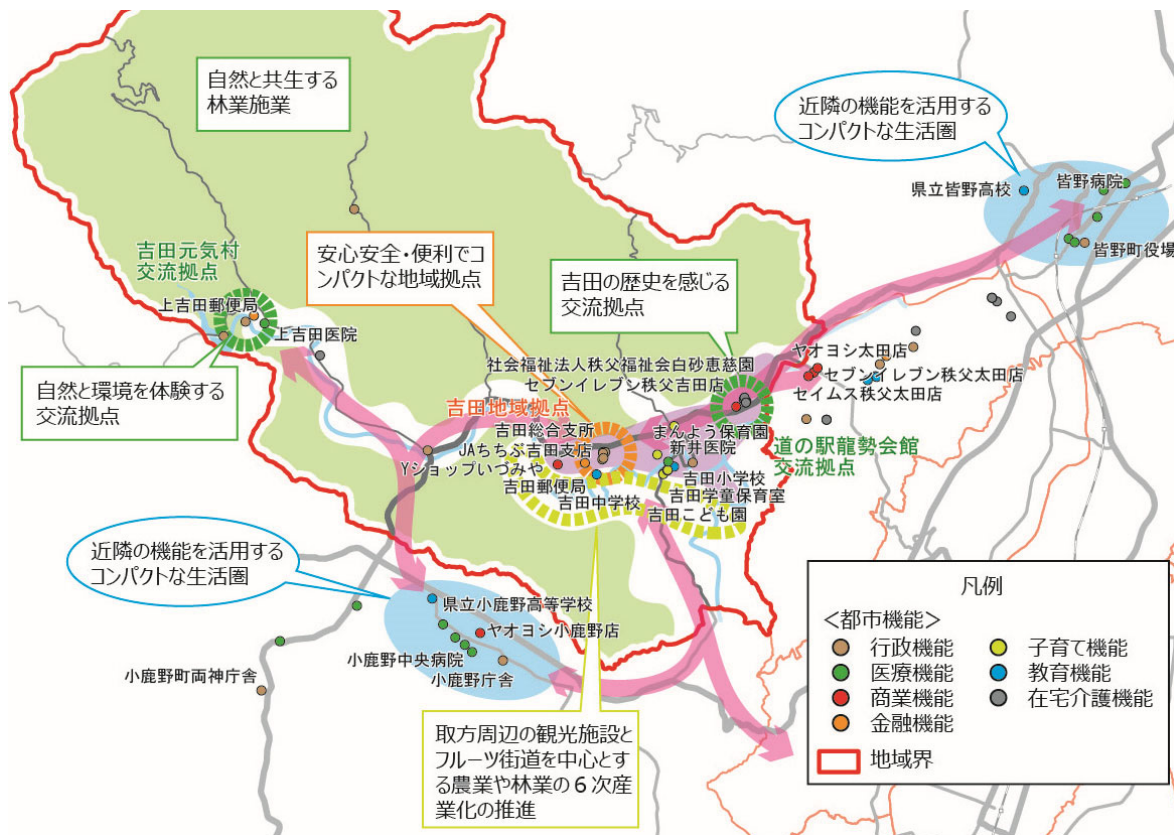 自然と共生する
林業施業
近隣の機能を活用する
コンパクトな生活圏
県立皆野高校
皆野病院
皆野町役場
吉田元気村
交流拠点
上吉田郵便局
上吉田医院
安心安全・便利でコ
ンパクトな地域拠点
吉田の歴史を感じる
交流拠点
自然と環境を体験する
交流拠点
社会福祉法人秩父福祉会白砂恵慈園
セブンイレブン秩父吉田店
ヤオヨシ太田店
セブンイレブン秩父太田店
セイムス秩父太田店
吉田地域拠点
吉田総合支所
JAちちぶ吉田支店
Yショップいづみや
吉田郵便局
吉田中学校
まんよう保育園
新井医院
吉田小学校
吉田学童保育室
吉田こども園
道の駅龍勢会館
交流拠点
近隣の機能を活用する
コンパクトな生活圏
県立小鹿野高等学校
ヤオヨシ小鹿野店
小鹿野中央病院
小鹿野庁舎
小鹿野町両神庁舎
取方周辺の観光施設と
フルーツ街道を中心とす
る農業や林業の6次産
業化の推進
凡例
＜都市機能＞
行政機能
医療機能
商業機能
金融機能
子育て機能
教育機能
在宅介護機能
地域界